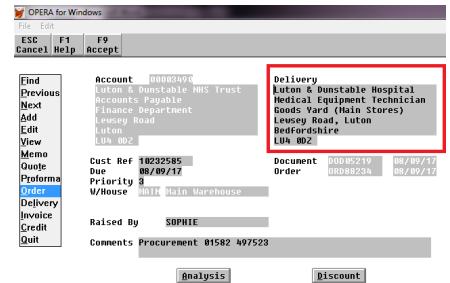 OPERA for Windows
File Edit
ESC F1 F9
Cancel Help Accept
Find
Previous
Next
Add
Edit
View
Memo
Quote
Proforma
Order
Delivery
Invoice
Credit
Quit
Account 00003490
Luton & Dunstable NHS Trust
Accounts Payable
Finance Department
Lewsey Road
Luton
LU4 0DZ
Delivery
Luton & Dunstable Hospital
Medical Equipment Technician
Goods Yard (Main Stores)
Lewsey Road, Luton
Bedfordshire
LU4 0DZ
Cust Ref 10232585
Due 08/09/17
Priority 3
W/House MAIN Main Warehouse
Document DOD05219 08/09/17
Order ORD88234 08/09/17
Raised By SOPHIE
Comments Procurement 01582 497523
Analysis Discount